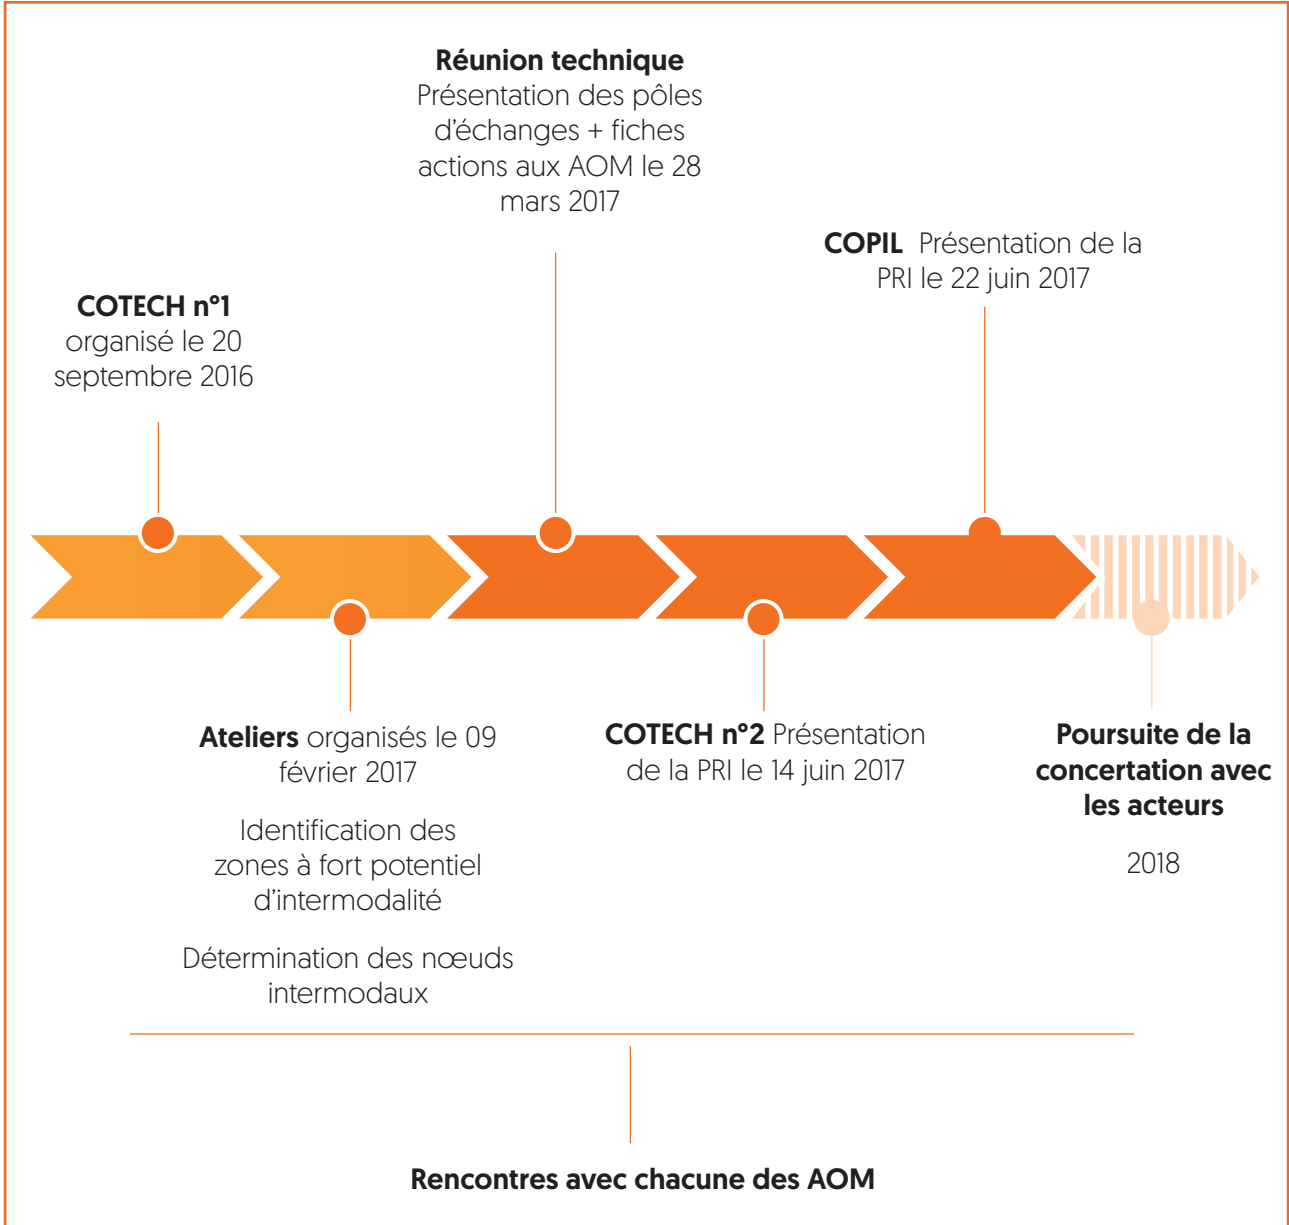 Réunion technique
Présentation des pôles
d'échanges + fiches
actions aux AOM le 28
mars 2017
COPIL Présentation de la
PRI le 22 juin 2017
COTECH n°1
organisé le 20
septembre 2016
Ateliers organisés le 09
février 2017
Identification des
zones à fort potentiel
d'intermodalité
Détermination des nœuds
intermodaux
COTECH n°2 Présentation
de la PRI le 14 juin 2017
Poursuite de la
concertation avec
les acteurs
2018
Rencontres avec chacune des AOM